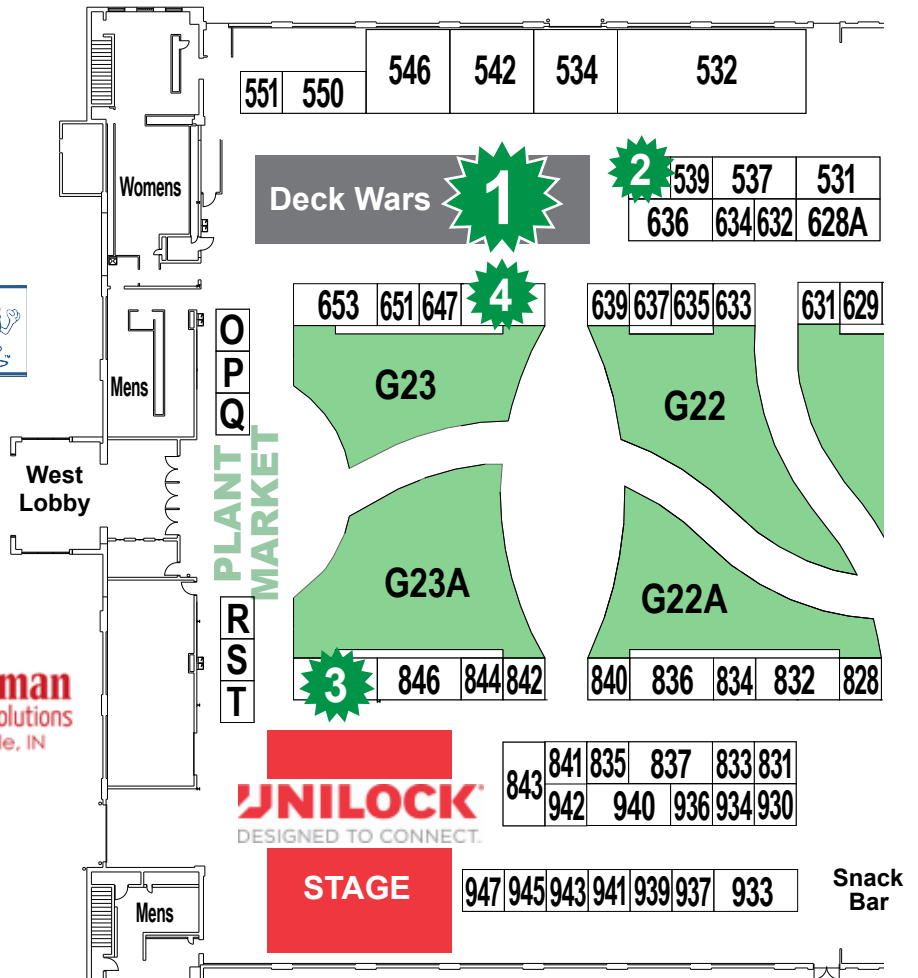 546 542 534 532
551 550
Womens
Deck Wars 1
2 539 537 531
636 634 632 628A
653 651 647 4 639 637 635 633 631 629
O
P
Q
Mens
G23
G22
PLANT
MARKET
West
Lobby
G23A
G22A
R
S
T
3 846 844 842 840 836 834 832 828
man
olutions
le, IN
UNILOCK
DESIGNED TO CONNECT.
843 841 835 837 833 831
942 940 936 934 930
STAGE
947 945 943 941 939 937 933
Snack
Bar
Mens